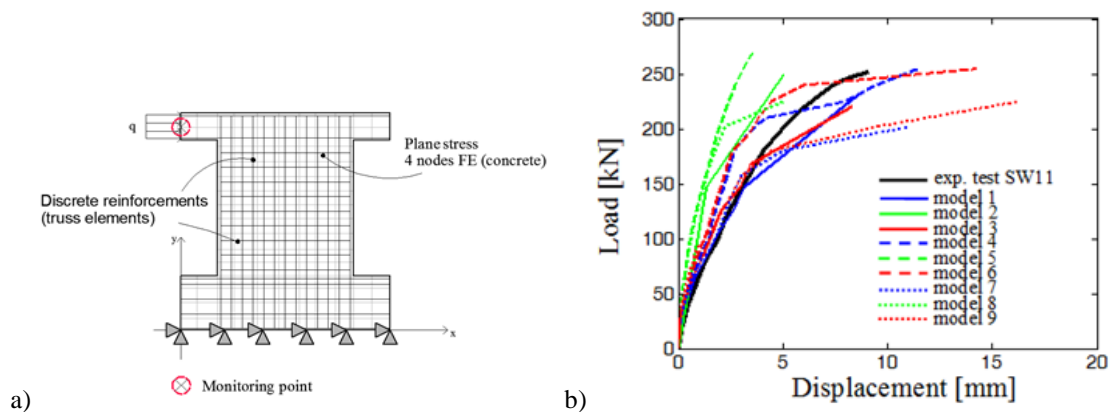 a)
q
Plane stress
4 nodes FE (concrete)
Discrete reinforcements
(truss elements)
y
x
Monitoring point
b)
300
250
200
150
100
50
0
Load [kN]
exp. test SW11
model 1
model 2
model 3
model 4
model 5
model 6
model 7
model 8
model 9
0
5
10
15
20
Displacement [mm]